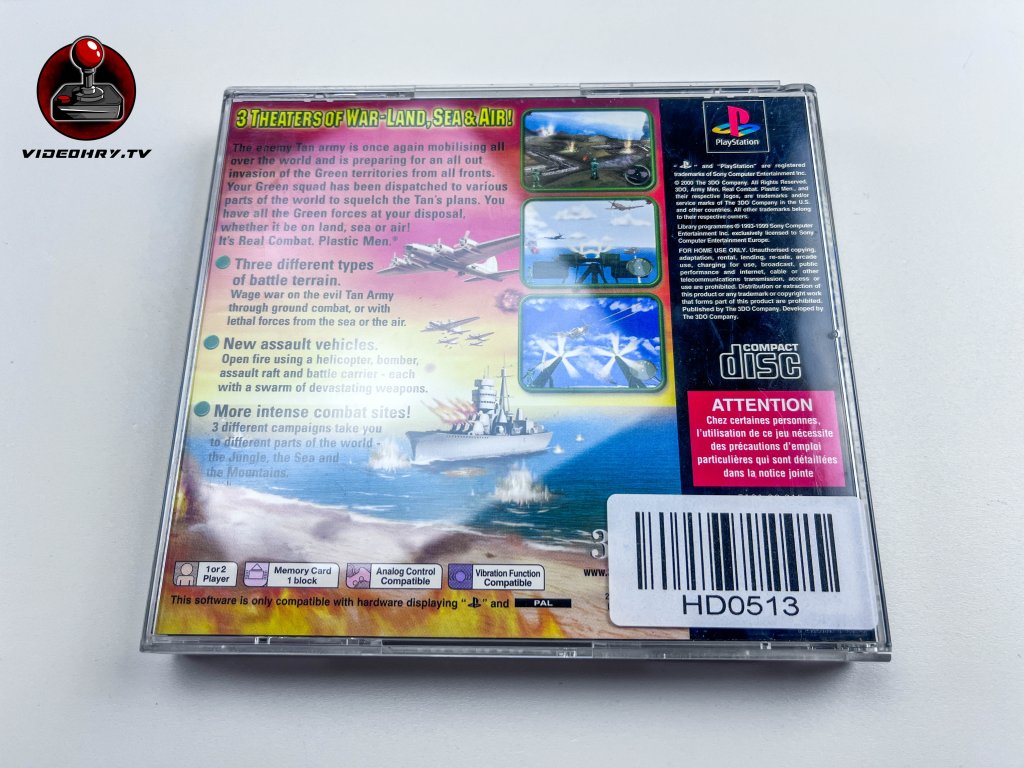 VIDEOHRY.TV
3 THEATERS OF WAR-LAND, SEA & AIR!
The enemy Tan army is once again mobilising all
over the world and is preparing for an all out
invasion of the Green territories from all fronts.
Your Green squad has been dispatched to various
parts of the world to squelch the Tan's plans. You
have all the Green forces at your disposal,
whether it be on land, sea or air!
It's Real Combat. Plastic Men.®
Three different types
of battle terrain.
Wage war on the evil Tan Army
through ground combat, or with
lethal forces from the sea or the air.
New assault vehicles.
Open fire using a helicopter, bomber,
assault raft and battle carrier - each
with a swarm of devastating weapons.
More intense combat sites!
3 different campaigns take you
to different parts of the world -
the Jungle, the Sea and
the Mountains.
1 or 2
Player
Memory Card
1 block
Analog Control
Compatible
Vibration Function
Compatible
This software is only compatible with hardware displaying " " and PAL
PlayStation
" " and "PlayStation" are registered
trademarks of Sony Computer Entertainment Inc.
© 2000 The 3DO Company. All Rights Reserved.
3DO, Army Men, Real Combat. Plastic Men., and
their respective logos, are trademarks and/or
service marks of The 3DO Company in the U.S.
and other countries. All other trademarks belong
to their respective owners.
Library programmes © 1993-1999 Sony Computer
Entertainment Inc. exclusively licensed to Sony
Computer Entertainment Europe.
FOR HOME USE ONLY. Unauthorised copying,
adaptation, rental, lending, re-sale, arcade
use, charging for use, broadcast, public
performance and internet, cable or other
telecommunications transmission, access or
use are prohibited. Distribution or extraction of
this product or any trademark or copyright work
that forms part of this product are prohibited.
Published by The 3DO Company. Developed by
The 3DO Company.
COMPACT
disc
ATTENTION
Chez certaines personnes,
l'utilisation de ce jeu nécessite
des précautions d'emploi
particulières qui sont détaillées
dans la notice jointe
3
www.
HD0513